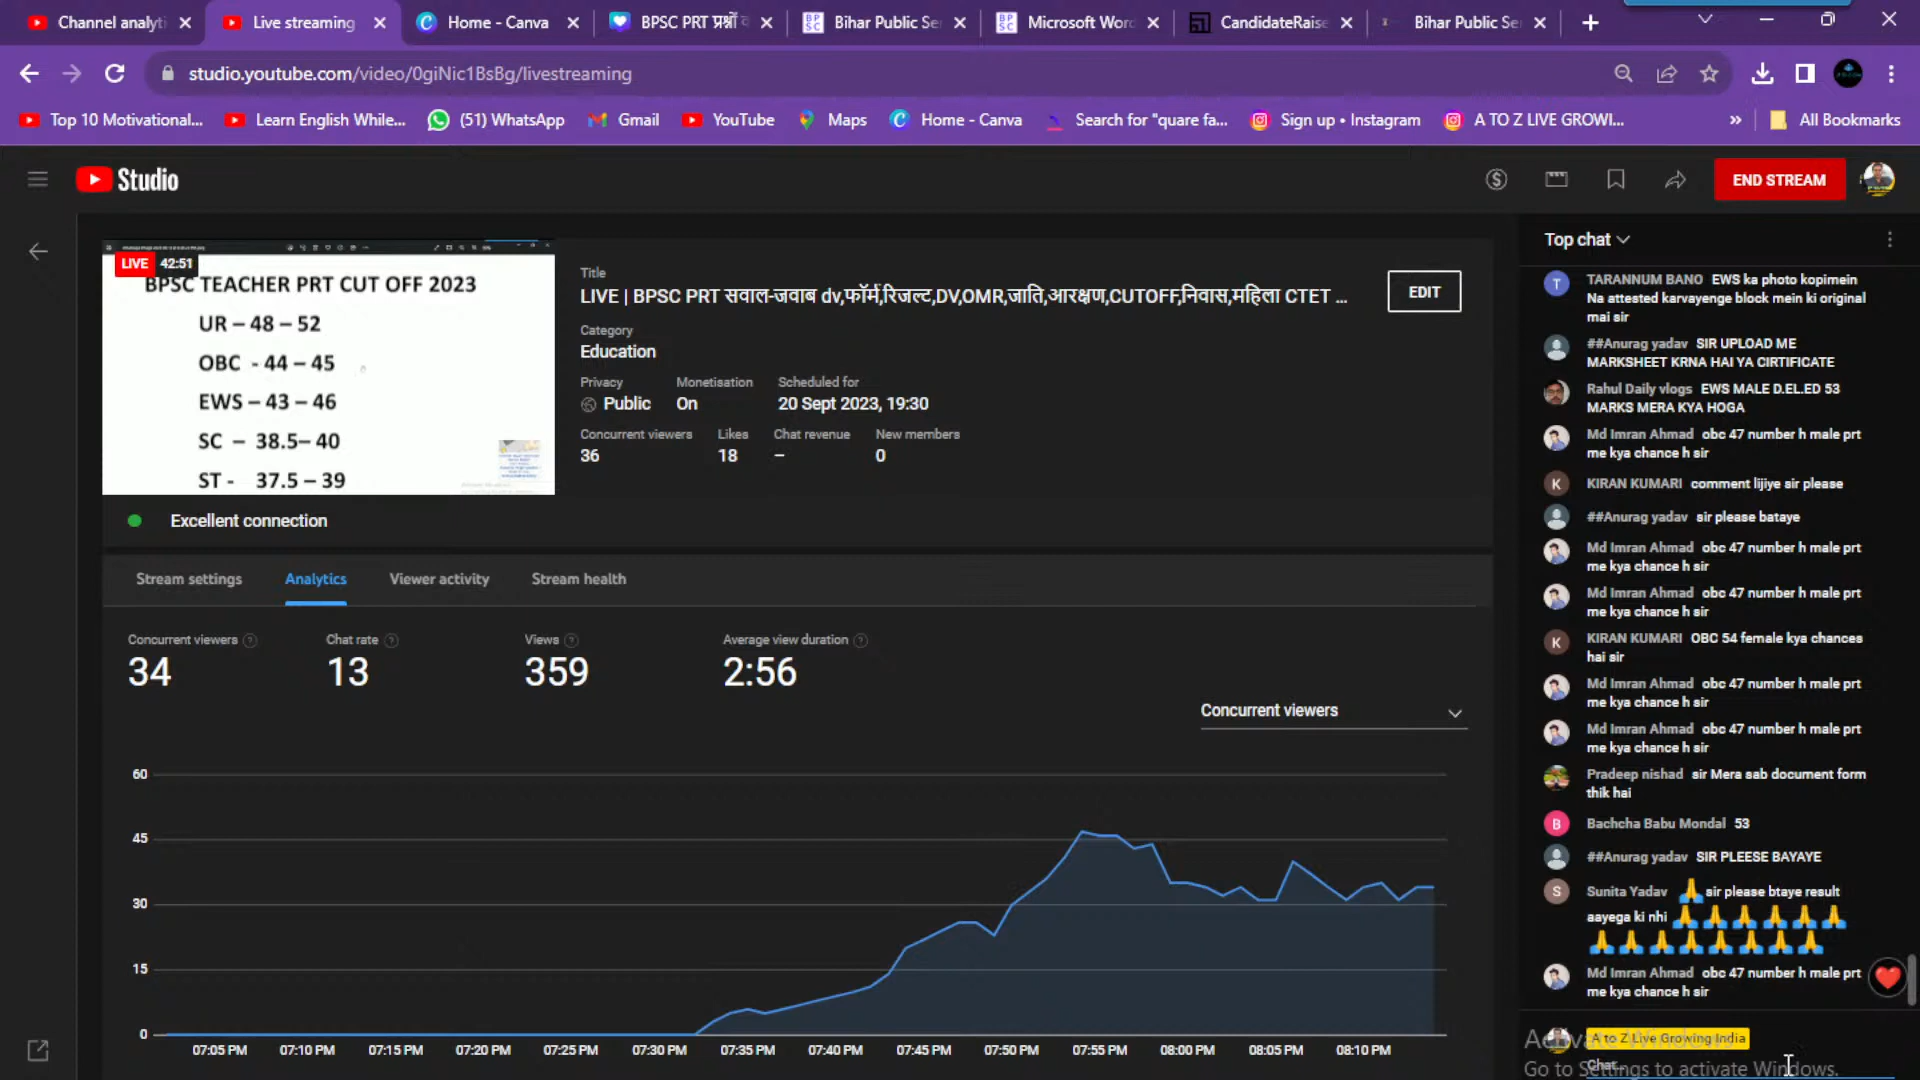 Channel analyti
Live streaming
Home - Canva
BPSC PRT प्रश्नों
Bihar Public Se
Microsoft Word
CandidateRaise
Bihar Public Se
studio.youtube.com/video/0giNic1BsBg/livestreaming
Top 10 Motivational...
Learn English While...
(51) WhatsApp
Gmail
YouTube
Maps
Home - Canva
Search for "quare fa...
Sign up • Instagram
A TO Z LIVE GROWI...
»
All Bookmarks
Studio
END STREAM
LIVE 42:51
BPSC TEACHER PRT CUT OFF 2023
UR – 48 – 52
OBC - 44 – 45
EWS – 43 – 46
SC – 38.5– 40
ST - 37.5 – 39
Title
LIVE | BPSC PRT सवाल-जवाब dv,फॉर्म,रिजल्ट,DV,OMR,जाति,आरक्षण,CUTOFF,निवास,महिला CTET ...
EDIT
Category
Education
Privacy Monetisation Scheduled for
Public On 20 Sept 2023, 19:30
Concurrent viewers Likes Chat revenue New members
36 18 – 0
Excellent connection
Stream settings Analytics Viewer activity Stream health
Concurrent viewers Chat rate Views Average view duration
34 13 359 2:56
Concurrent viewers
60
45
30
15
0
07:05 PM 07:10 PM 07:15 PM 07:20 PM 07:25 PM 07:30 PM 07:35 PM 07:40 PM 07:45 PM 07:50 PM 07:55 PM 08:00 PM 08:05 PM 08:10 PM
Top chat
TARANNUM BANO EWS ka photo kopimein
Na attested karvayenge block mein ki original
mai sir
##Anurag yadav SIR UPLOAD ME
MARKSHEET KRNA HAI YA CIRTIFICATE
Rahul Daily vlogs EWS MALE D.EL.ED 53
MARKS MERA KYA HOGA
Md Imran Ahmad obc 47 number h male prt
me kya chance h sir
KIRAN KUMARI comment lijiye sir please
##Anurag yadav sir please bataye
Md Imran Ahmad obc 47 number h male prt
me kya chance h sir
Md Imran Ahmad obc 47 number h male prt
me kya chance h sir
KIRAN KUMARI OBC 54 female kya chances
hai sir
Md Imran Ahmad obc 47 number h male prt
me kya chance h sir
Md Imran Ahmad obc 47 number h male prt
me kya chance h sir
Pradeep nishad sir Mera sab document form
thik hai
Bachcha Babu Mondal 53
##Anurag yadav SIR PLEESE BAYAYE
Sunita Yadav 🙏 sir please btaye result
aayega ki nhi 🙏🙏🙏🙏🙏🙏
🙏🙏🙏🙏🙏🙏🙏🙏
Md Imran Ahmad obc 47 number h male prt
me kya chance h sir
A to Z Live Growing India
Chat...
Activate Windows
Go to Settings to activate Windows.